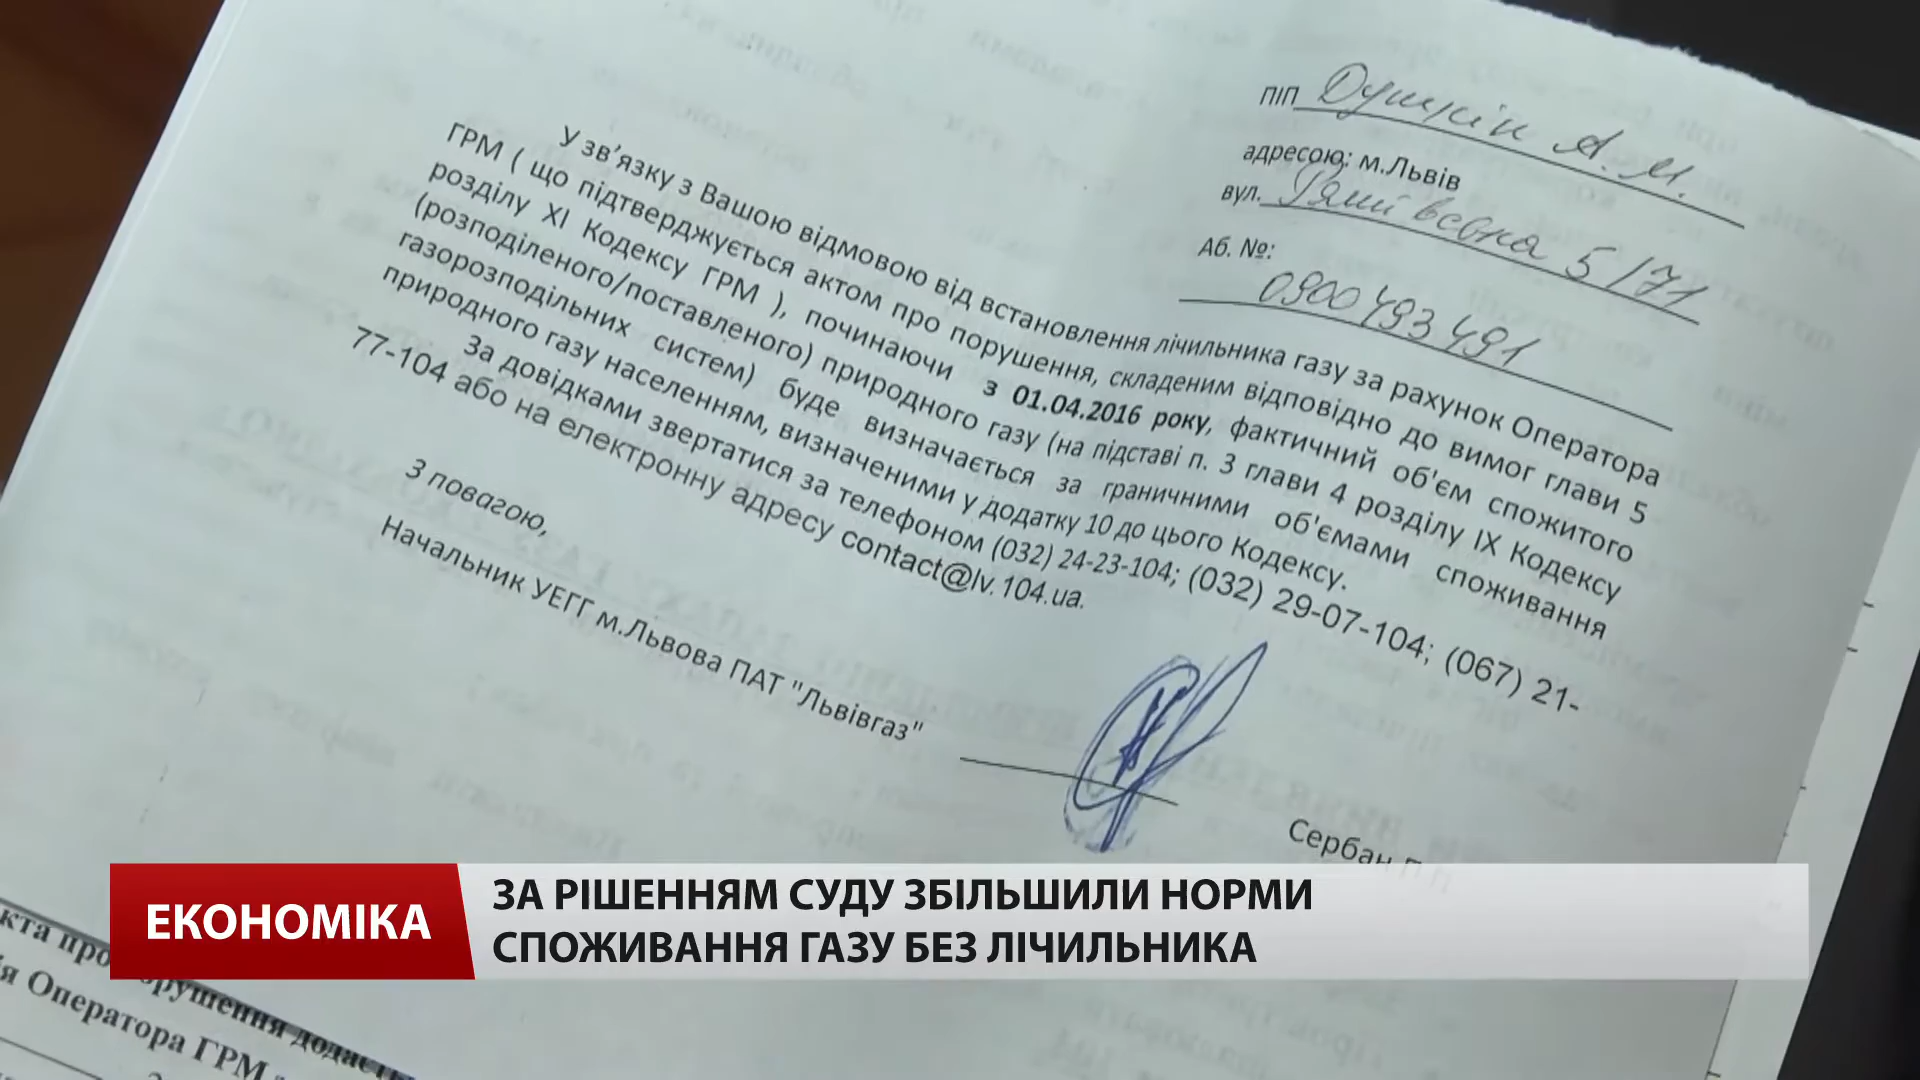 ПІП Душкін А. М.
адресою: м.Львів
вул. Ряшівська 5/71
Аб. №:
0900493491
У зв’язку з Вашою відмовою від встановлення лічильника газу за рахунок Оператора
ГРМ ( що підтверджується актом про порушення, складеним відповідно до вимог глави 5
розділу XI Кодексу ГРМ ), починаючи з 01.04.2016 року, фактичний об'єм спожитого
(розподіленого/поставленого) природного газу (на підставі п. 3 глави 4 розділу IX Кодексу
газорозподільних систем) буде визначається за граничними об'ємами споживання
природного газу населенням, визначеними у додатку 10 до цього Кодексу.
За довідками звертатися за телефоном (032) 24-23-104; (032) 29-07-104; (067) 21-
77-104 або на електронну адресу contact@lv.104.ua.
З повагою,
Начальник УЕГГ м.Львова ПАТ "Львівгаз"
Сербан
ЕКОНОМІКА
ЗА РІШЕННЯМ СУДУ ЗБІЛЬШИЛИ НОРМИ
СПОЖИВАННЯ ГАЗУ БЕЗ ЛІЧИЛЬНИКА
Оператора ГРМ